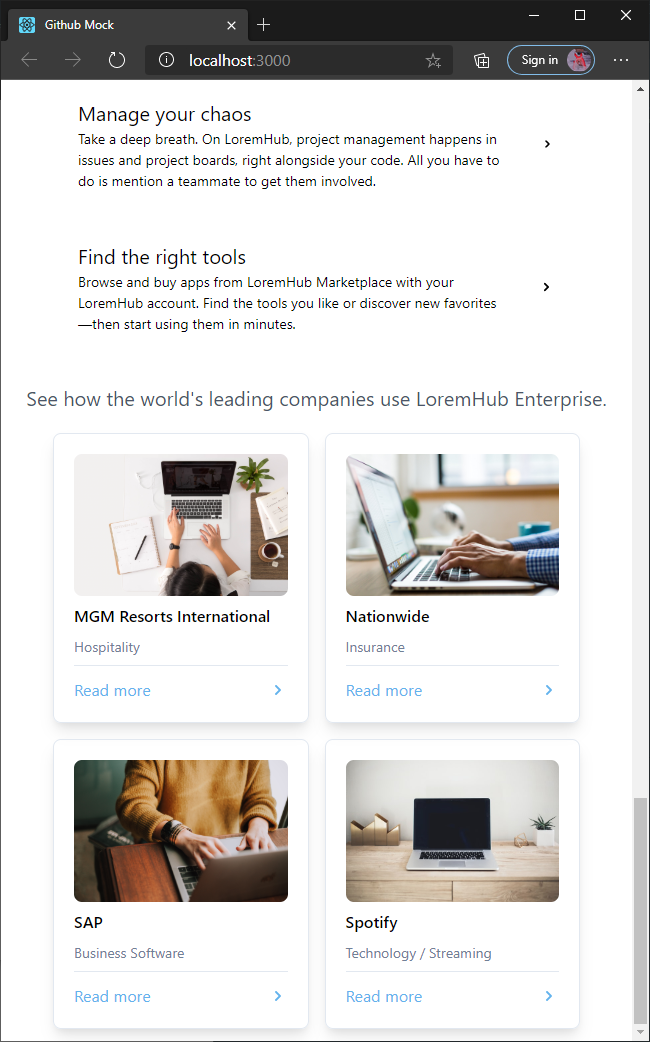 Github Mock
localhost:3000
Sign in
Manage your chaos
Take a deep breath. On LoremHub, project management happens in
issues and project boards, right alongside your code. All you have to
do is mention a teammate to get them involved.
Find the right tools
Browse and buy apps from LoremHub Marketplace with your
LoremHub account. Find the tools you like or discover new favorites
—then start using them in minutes.
See how the world's leading companies use LoremHub Enterprise.
MGM Resorts International
Hospitality
Read more
Nationwide
Insurance
Read more
SAP
Business Software
Read more
Spotify
Technology / Streaming
Read more